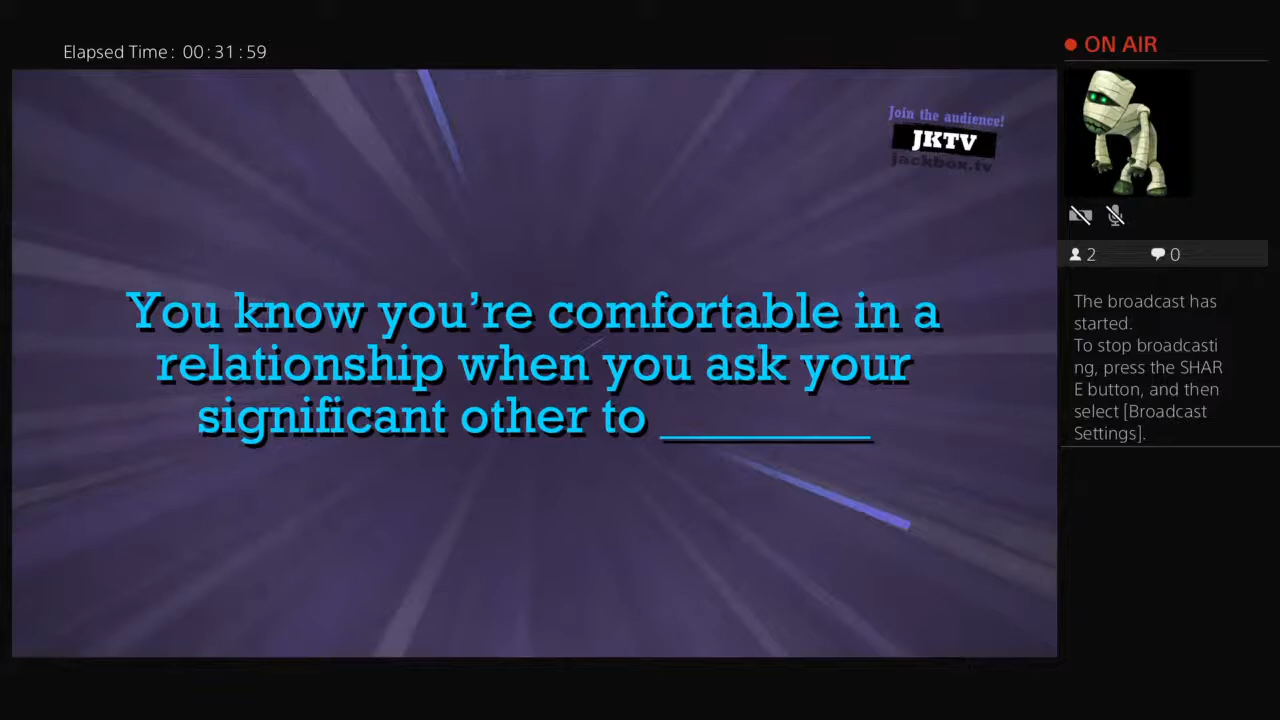 Elapsed Time: 00:31:59
ON AIR
Join the audience!
JKTV
jackbox.tv
2
0
You know you're comfortable in a
relationship when you ask your
significant other to ________
The broadcast has
started.
To stop broadcasti
ng, press the SHAR
E button, and then
select [Broadcast
Settings].